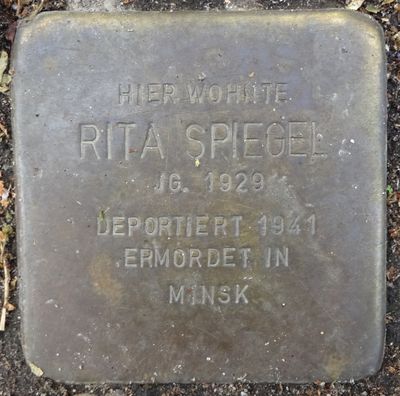 HIER WOHNTE
RITA SPIEGEL
JG. 1929
DEPORTIERT 1941
ERMORDET IN
MINSK